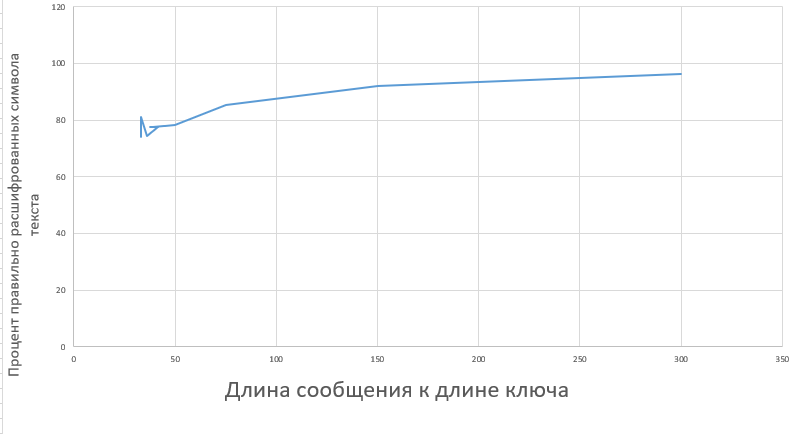 120
100
80
60
40
20
0
0 50 100 150 200 250 300 350
Процент правильно расшифрованных символа
текста
Длина сообщения к длине ключа